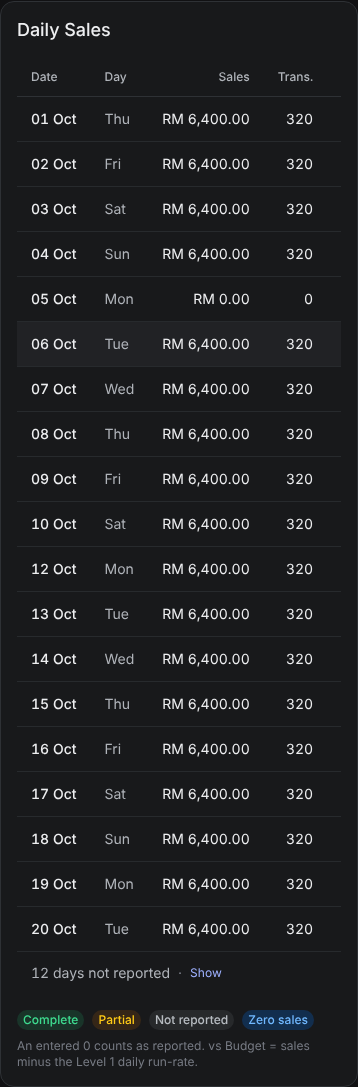 Daily Sales
Date Day Sales Trans.
01 Oct Thu RM 6,400.00 320
02 Oct Fri RM 6,400.00 320
03 Oct Sat RM 6,400.00 320
04 Oct Sun RM 6,400.00 320
05 Oct Mon RM 0.00 0
06 Oct Tue RM 6,400.00 320
07 Oct Wed RM 6,400.00 320
08 Oct Thu RM 6,400.00 320
09 Oct Fri RM 6,400.00 320
10 Oct Sat RM 6,400.00 320
12 Oct Mon RM 6,400.00 320
13 Oct Tue RM 6,400.00 320
14 Oct Wed RM 6,400.00 320
15 Oct Thu RM 6,400.00 320
16 Oct Fri RM 6,400.00 320
17 Oct Sat RM 6,400.00 320
18 Oct Sun RM 6,400.00 320
19 Oct Mon RM 6,400.00 320
20 Oct Tue RM 6,400.00 320
12 days not reported · Show
Complete Partial Not reported Zero sales
An entered 0 counts as reported. vs Budget = sales
minus the Level 1 daily run-rate.